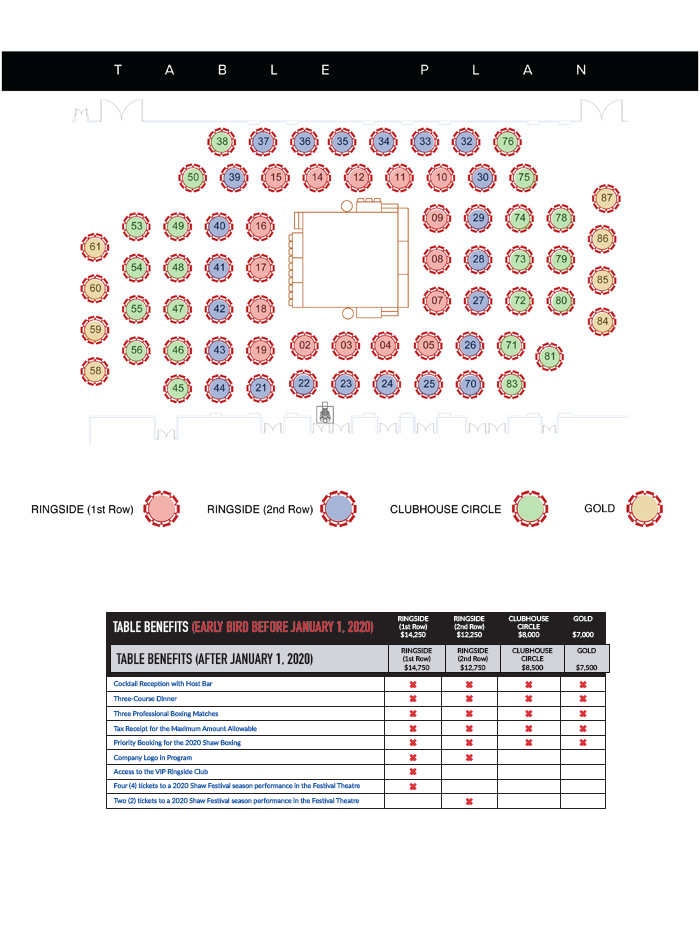 TABLE PLAN
38 37 36 35 34 33 32 76
50 39 15 14 12 11 10 30 75
87
53 49 40 16 09 29 74 78
61 86
54 48 41 17 08 28 73 79
60 85
55 47 42 18 07 27 72 80
59 84
56 46 43 19 02 03 04 05 26 71 81
58
45 44 21 22 23 24 25 70 83
RINGSIDE (1st Row) RINGSIDE (2nd Row) CLUBHOUSE CIRCLE GOLD
TABLE BENEFITS (EARLY BIRD BEFORE JANUARY 1, 2020)
RINGSIDE
(1st Row)
$14,250
RINGSIDE
(2nd Row)
$12,250
CLUBHOUSE
CIRCLE
$8,000
GOLD
$7,000
TABLE BENEFITS (AFTER JANUARY 1, 2020)
RINGSIDE
(1st Row)
$14,750
RINGSIDE
(2nd Row)
$12,750
CLUBHOUSE
CIRCLE
$8,500
GOLD
$7,500
Cocktail Reception with Host Bar
Three-Course Dinner
Three Professional Boxing Matches
Tax Receipt for the Maximum Amount Allowable
Priority Booking for the 2020 Shaw Boxing
Company Logo in Program
Access to the VIP Ringside Club
Four (4) tickets to a 2020 Shaw Festival season performance in the Festival Theatre
Two (2) tickets to a 2020 Shaw Festival season performance in the Festival Theatre